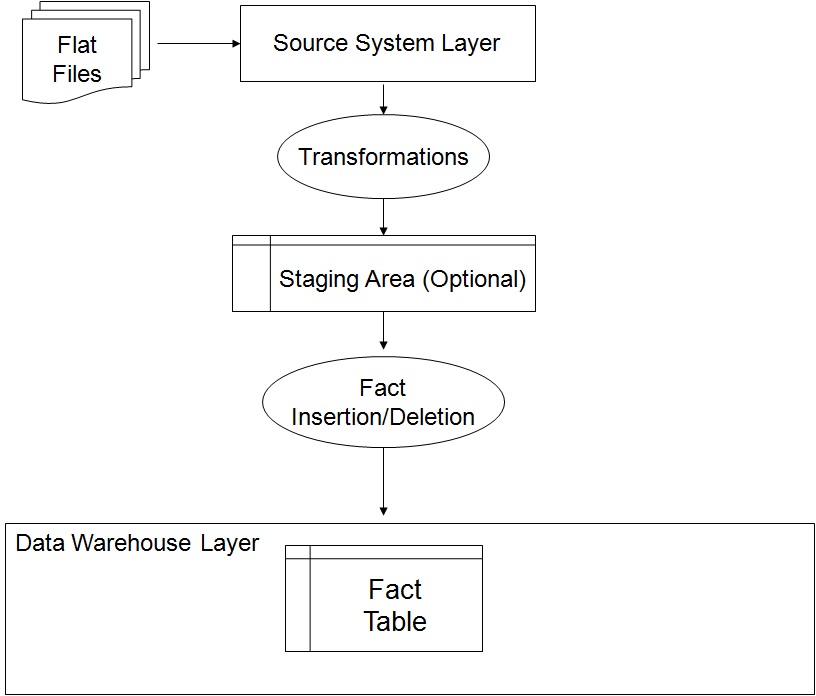 Flat
Files
Source System Layer
Transformations
Staging Area (Optional)
Fact
Insertion/Deletion
Data Warehouse Layer
Fact
Table